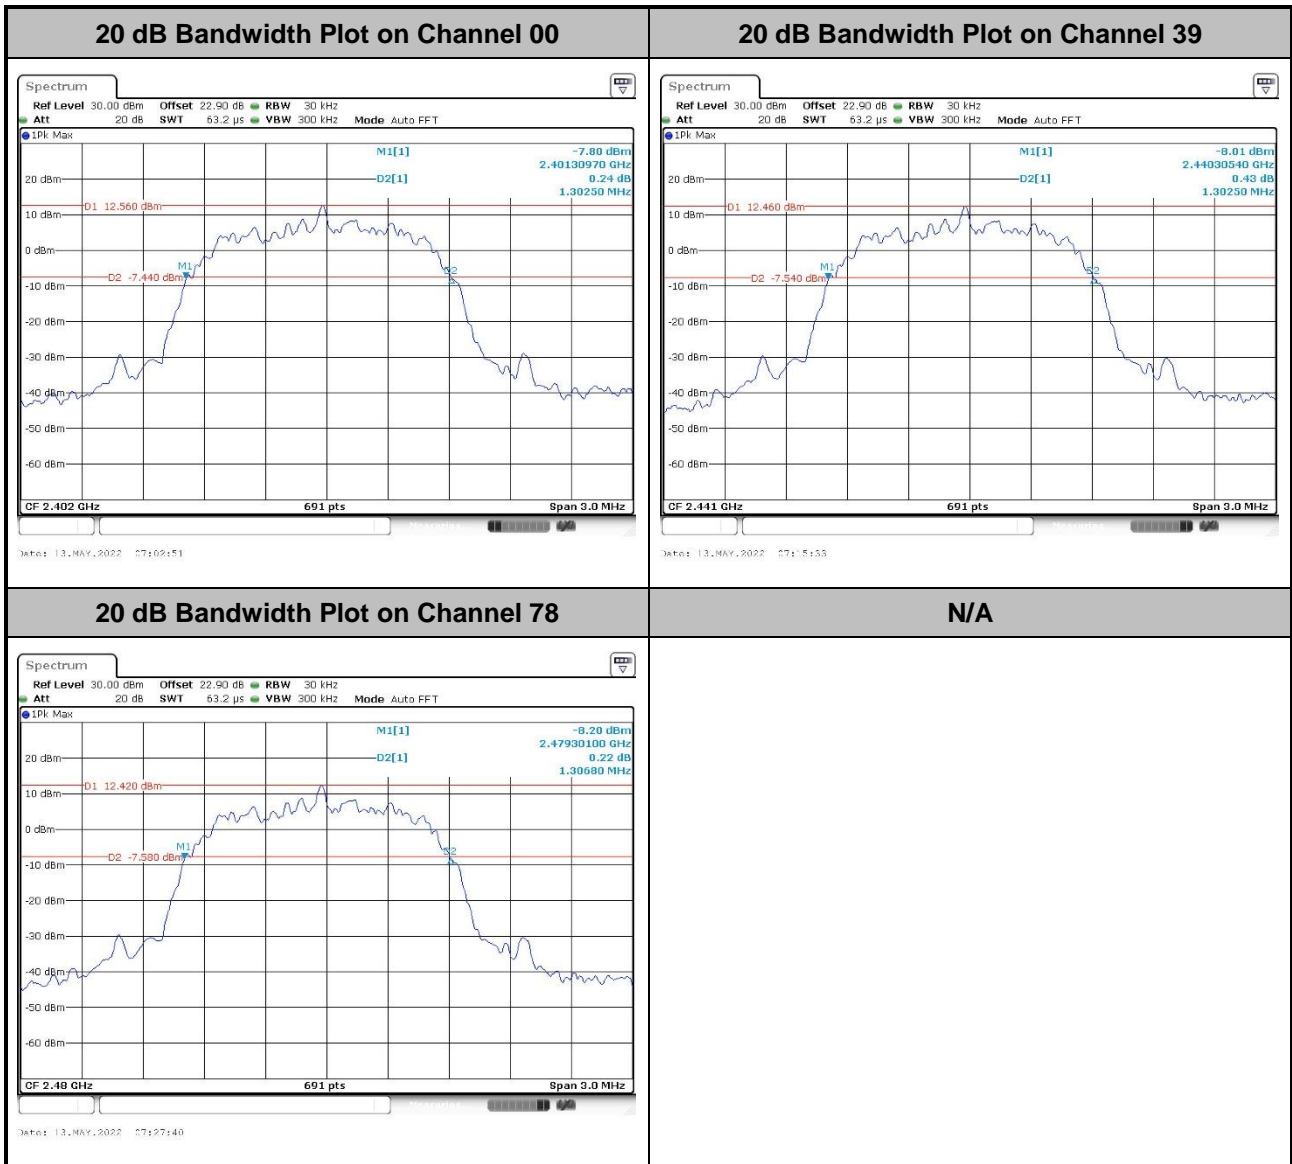 20 dB Bandwidth Plot on Channel 00
Spectrum
Ref Level 30.00 dBm Offset 22.90 dB RBW 30 kHz
Att 20 dB SWT 63.2 µs VBW 300 kHz Mode Auto FFT
1Pk Max
M1[1] -7.80 dBm
2.40130970 GHz
D2[1] 0.24 dB
1.30250 MHz
20 dBm
D1 12.560 dBm
10 dBm
0 dBm
M1
D2 -7.440 dBm
-10 dBm
-20 dBm
-30 dBm
-40 dBm
-50 dBm
-60 dBm
CF 2.402 GHz 691 pts Span 3.0 MHz
Date: 13.MAY.2022 07:02:51
20 dB Bandwidth Plot on Channel 39
Spectrum
Ref Level 30.00 dBm Offset 22.90 dB RBW 30 kHz
Att 20 dB SWT 63.2 µs VBW 300 kHz Mode Auto FFT
1Pk Max
M1[1] -8.01 dBm
2.44030540 GHz
D2[1] 0.43 dB
1.30250 MHz
20 dBm
D1 12.460 dBm
10 dBm
0 dBm
M1
D2 -7.540 dBm
-10 dBm
-20 dBm
-30 dBm
-40 dBm
-50 dBm
-60 dBm
CF 2.441 GHz 691 pts Span 3.0 MHz
Date: 13.MAY.2022 07:15:33
20 dB Bandwidth Plot on Channel 78
Spectrum
Ref Level 30.00 dBm Offset 22.90 dB RBW 30 kHz
Att 20 dB SWT 63.2 µs VBW 300 kHz Mode Auto FFT
1Pk Max
M1[1] -8.20 dBm
2.47930100 GHz
D2[1] 0.22 dB
1.30680 MHz
20 dBm
D1 12.420 dBm
10 dBm
0 dBm
M1
D2 -7.580 dBm
-10 dBm
-20 dBm
-30 dBm
-40 dBm
-50 dBm
-60 dBm
CF 2.48 GHz 691 pts Span 3.0 MHz
Date: 13.MAY.2022 07:27:40
N/A